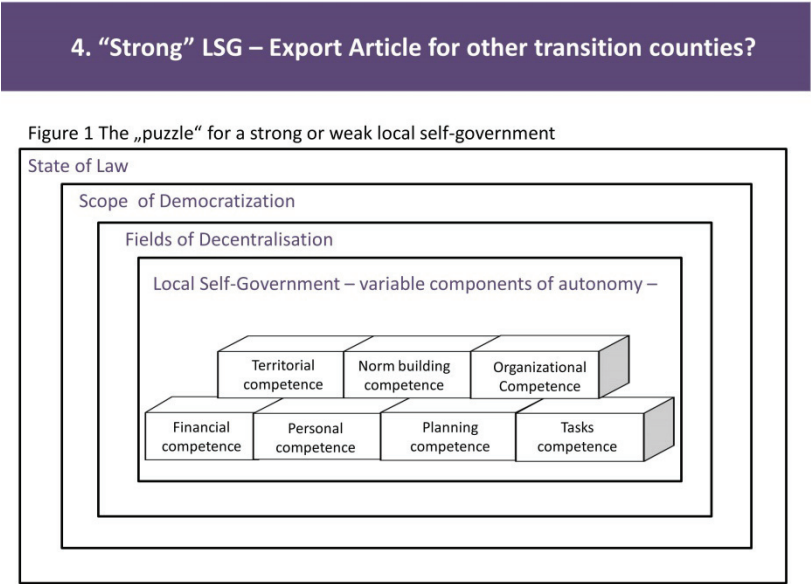 4. “Strong” LSG – Export Article for other transition counties?
Figure 1 The „puzzle“ for a strong or weak local self-government
State of Law
Scope of Democratization
Fields of Decentralisation
Local Self-Government – variable components of autonomy –
Territorial
competence
Norm building
competence
Organizational
Competence
Financial
competence
Personal
competence
Planning
competence
Tasks
competence